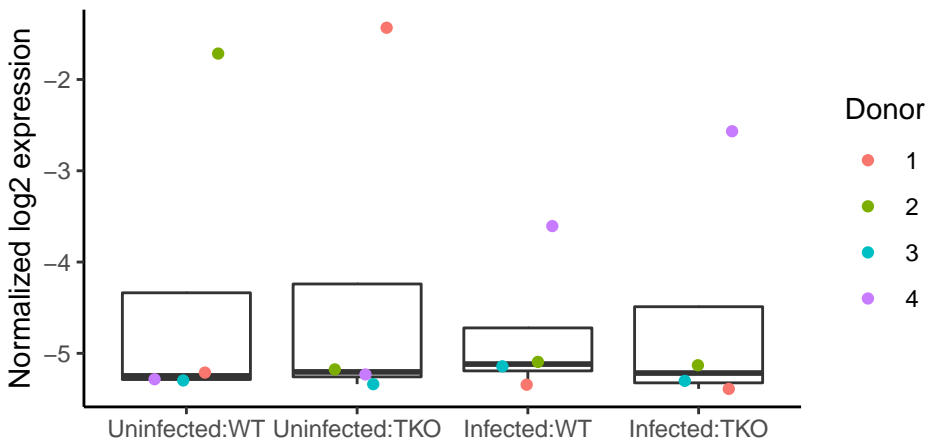 Normalized log2 expression
−2
−3
−4
−5
Uninfected:WT Uninfected:TKO Infected:WT Infected:TKO
Donor
1
2
3
4